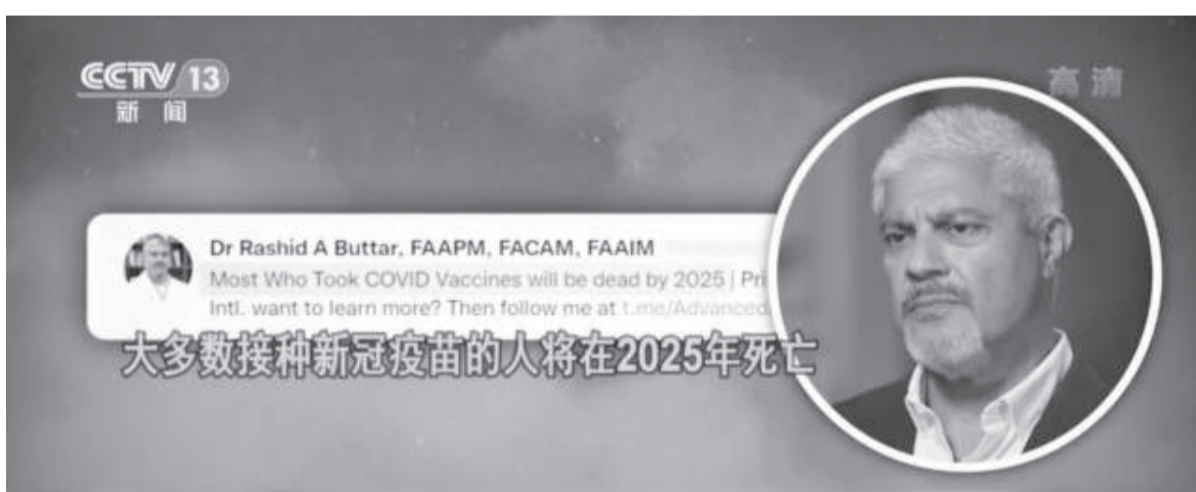 CCTV 13
新闻
高清
Dr Rashid A Buttar, FAAPM, FACAM, FAAIM
Most Who Took COVID Vaccines will be dead by 2025 | Pri
Intl. want to learn more? Then follow me at t.me/Advanced
大多数接种新冠疫苗的人将在2025年死亡